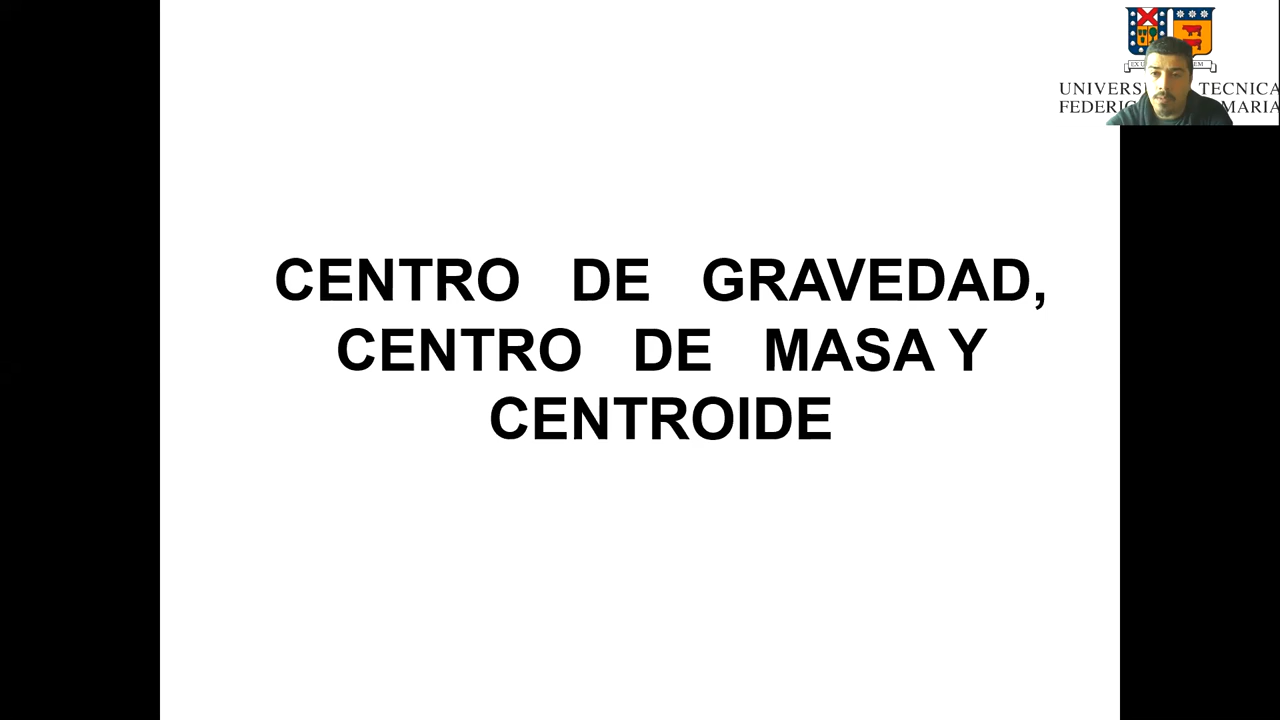 UNIVERS TECNICA
FEDERIC MARIA
CENTRO DE GRAVEDAD,
CENTRO DE MASA Y
CENTROIDE